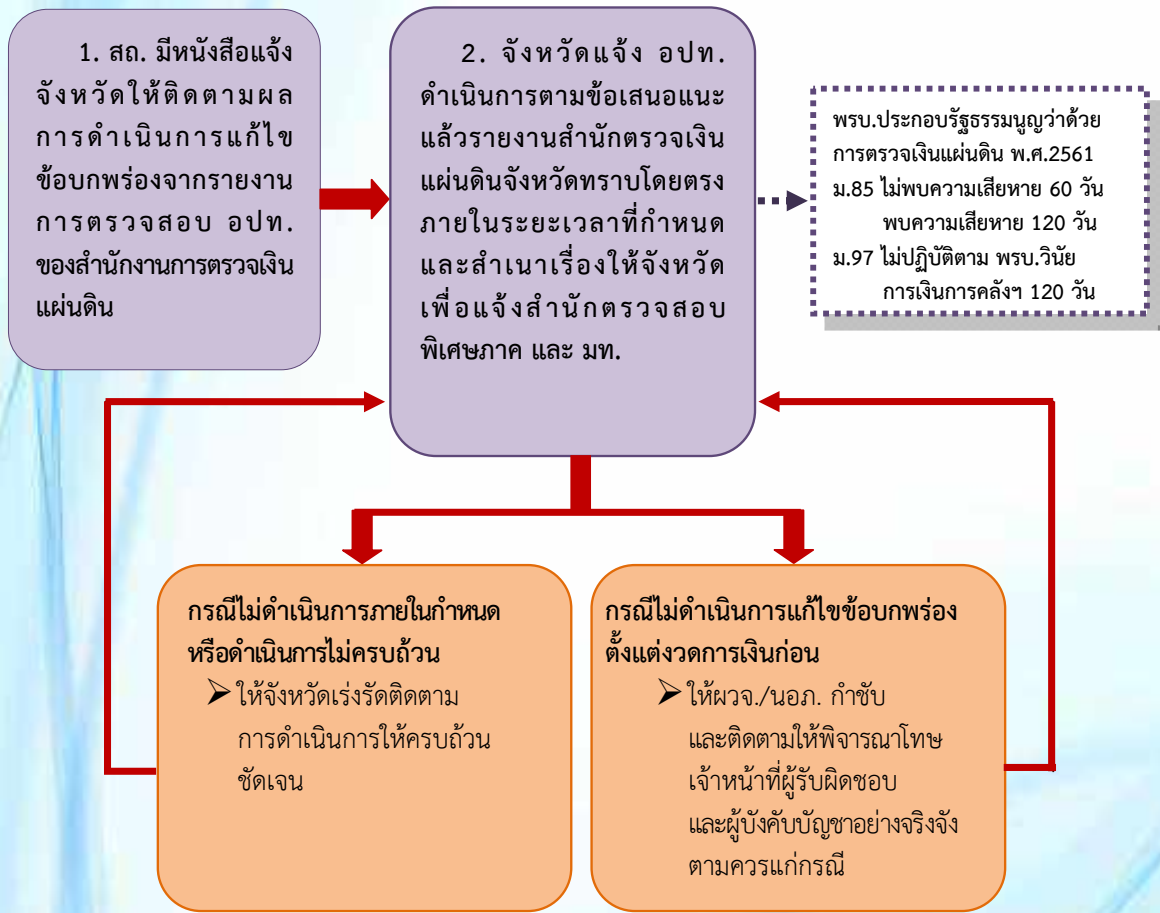 1. สถ. มีหนังสือแจ้ง
จังหวัดให้ติดตามผล
การดำเนินการแก้ไข
ข้อบกพร่องจากรายงาน
การตรวจสอบ อปท.
ของสำนักงานการตรวจเงิน
แผ่นดิน
2. จังหวัดแจ้ง อปท.
ดำเนินการตามข้อเสนอแนะ
แล้วรายงานสำนักตรวจเงิน
แผ่นดินจังหวัดทราบโดยตรง
ภายในระยะเวลาที่กำหนด
และสำเนาเรื่องให้จังหวัด
เพื่อแจ้งสำนักตรวจสอบ
พิเศษภาค และ มท.
พรบ.ประกอบรัฐธรรมนูญว่าด้วย
การตรวจเงินแผ่นดิน พ.ศ.2561
ม.85 ไม่พบความเสียหาย 60 วัน
พบความเสียหาย 120 วัน
ม.97 ไม่ปฏิบัติตาม พรบ.วินัย
การเงินการคลังฯ 120 วัน
กรณีไม่ดำเนินการภายในกำหนด
หรือดำเนินการไม่ครบถ้วน
➢ ให้จังหวัดเร่งรัดติดตาม
การดำเนินการให้ครบถ้วน
ชัดเจน
กรณีไม่ดำเนินการแก้ไขข้อบกพร่อง
ตั้งแต่งวดการเงินก่อน
➢ ให้ผวจ./นอภ. กำชับ
และติดตามให้พิจารณาโทษ
เจ้าหน้าที่ผู้รับผิดชอบ
และผู้บังคับบัญชาอย่างจริงจัง
ตามควรแก่กรณี